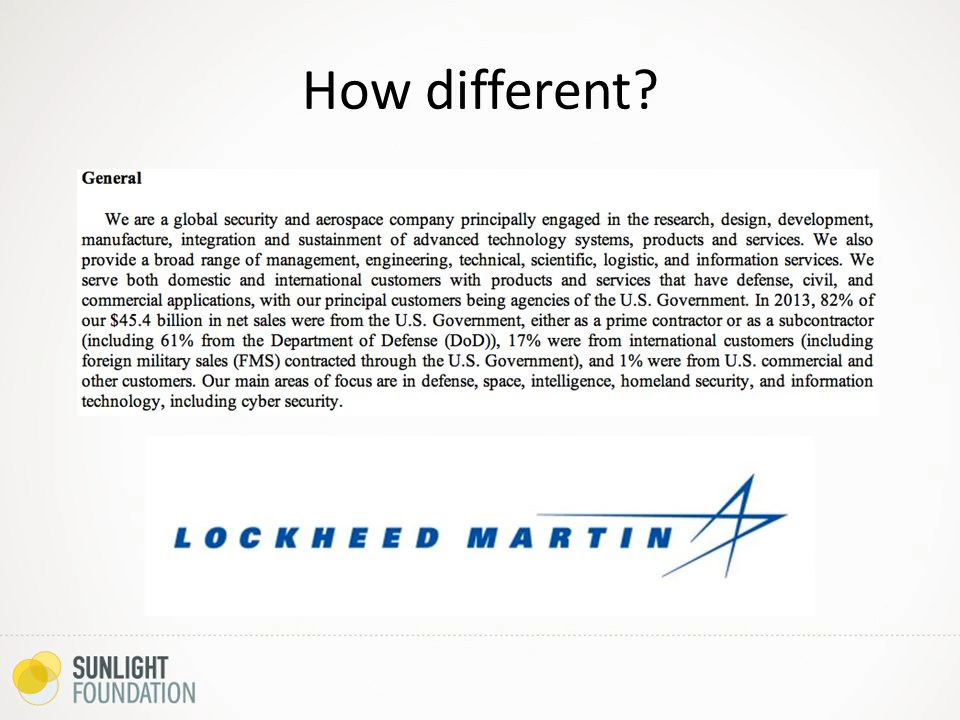 How different?
General
We are a global security and aerospace company principally engaged in the research, design, development,
manufacture, integration and sustainment of advanced technology systems, products and services. We also
provide a broad range of management, engineering, technical, scientific, logistic, and information services. We
serve both domestic and international customers with products and services that have defense, civil, and
commercial applications, with our principal customers being agencies of the U.S. Government. In 2013, 82% of
our $45.4 billion in net sales were from the U.S. Government, either as a prime contractor or as a subcontractor
(including 61% from the Department of Defense (DoD)), 17% were from international customers (including
foreign military sales (FMS) contracted through the U.S. Government), and 1% were from U.S. commercial and
other customers. Our main areas of focus are in defense, space, intelligence, homeland security, and information
technology, including cyber security.
LOCKHEED MARTIN
SUNLIGHT
FOUNDATION